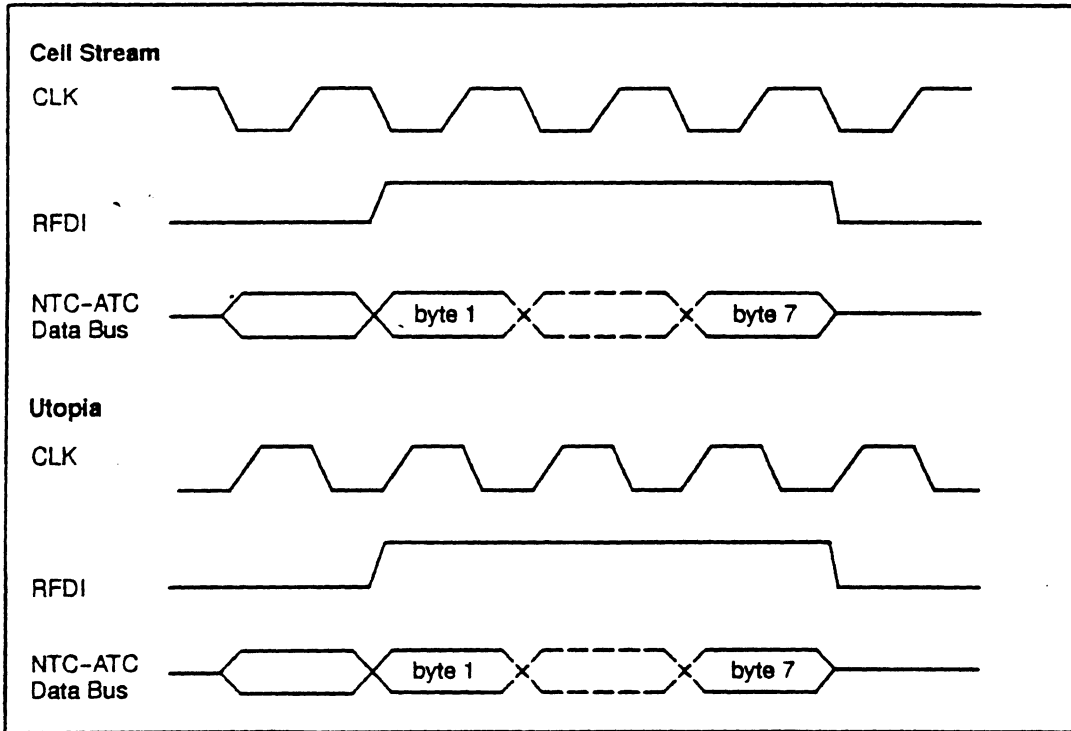 Cell Stream
CLK
RFDI
NTC-ATC
Data Bus
byte 1
byte 7
Utopia
CLK
RFDI
NTC-ATC
Data Bus
byte 1
byte 7